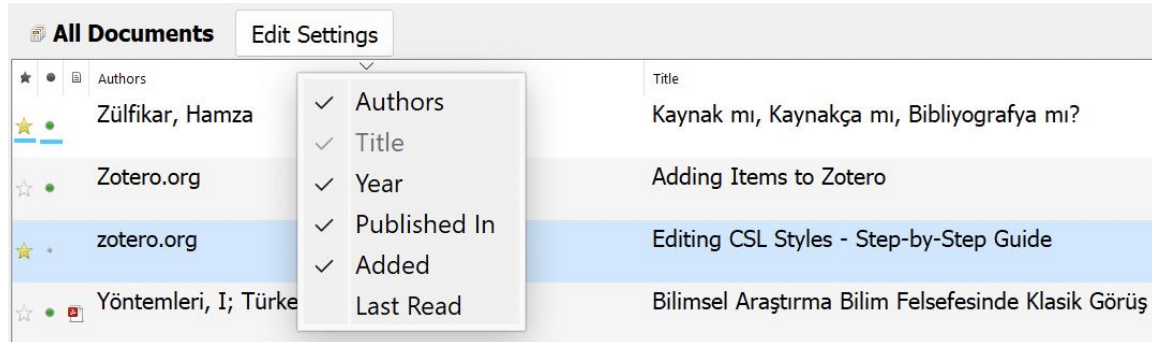 All Documents Edit Settings
Authors Title
Zülfikar, Hamza Kaynak mı, Kaynakça mı, Bibliyografya mı?
Zotero.org Adding Items to Zotero
zotero.org Editing CSL Styles - Step-by-Step Guide
Yöntemleri, I; Türke Bilimsel Araştırma Bilim Felsefesinde Klasik Görüş
Authors
Title
Year
Published In
Added
Last Read